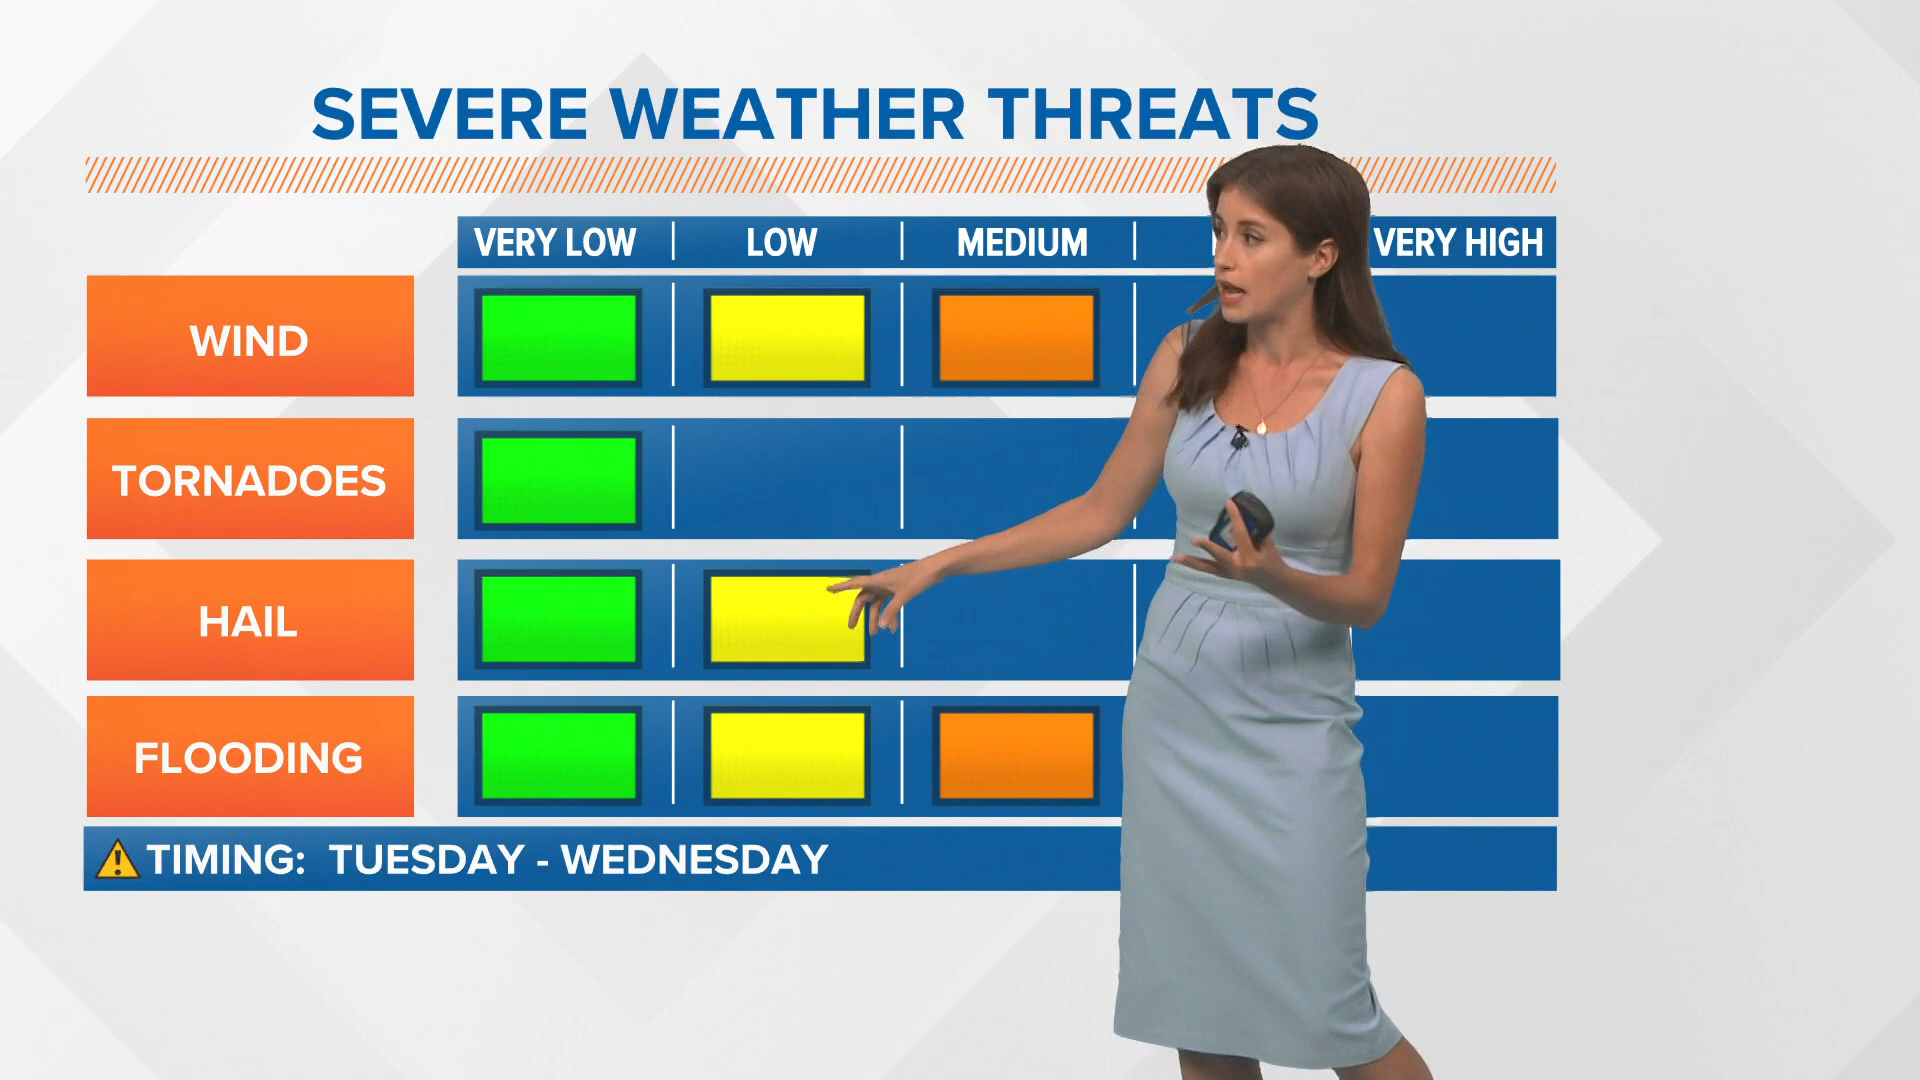 SEVERE WEATHER THREATS
VERY LOW LOW MEDIUM VERY HIGH
WIND
TORNADOES
HAIL
FLOODING
TIMING: TUESDAY - WEDNESDAY